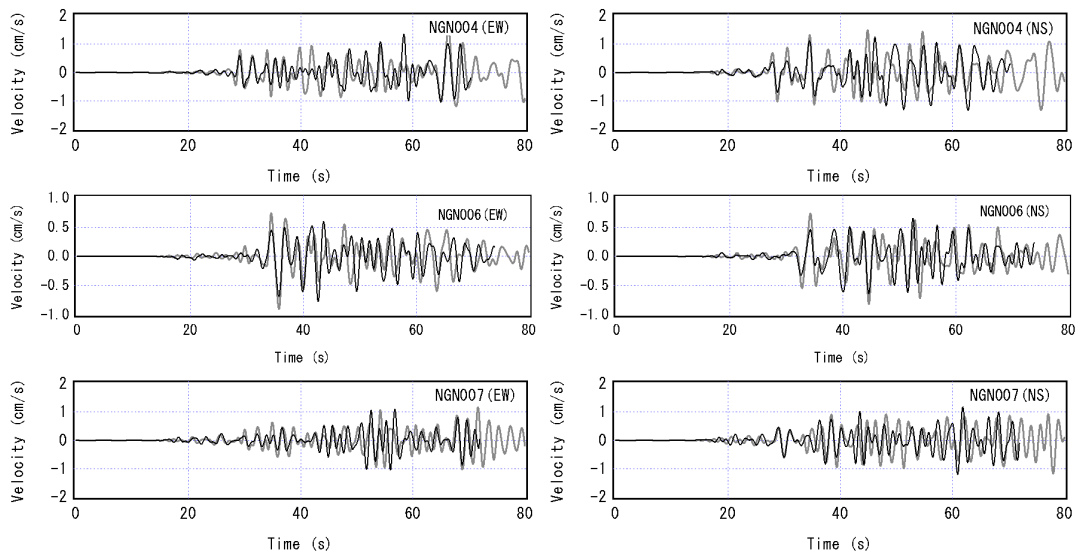 Velocity (cm/s)
2
1
0
-1
-2
NGN004(EW)
0 20 40 60 80
Time (s)
Velocity (cm/s)
2
1
0
-1
-2
NGN004(NS)
0 20 40 60 80
Time (s)
Velocity (cm/s)
1.0
0.5
0.0
-0.5
-1.0
NGN006(EW)
0 20 40 60 80
Time (s)
Velocity (cm/s)
1.0
0.5
0.0
-0.5
-1.0
NGN006(NS)
0 20 40 60 80
Time (s)
Velocity (cm/s)
2
1
0
-1
-2
NGN007(EW)
0 20 40 60 80
Time (s)
Velocity (cm/s)
2
1
0
-1
-2
NGN007(NS)
0 20 40 60 80
Time (s)